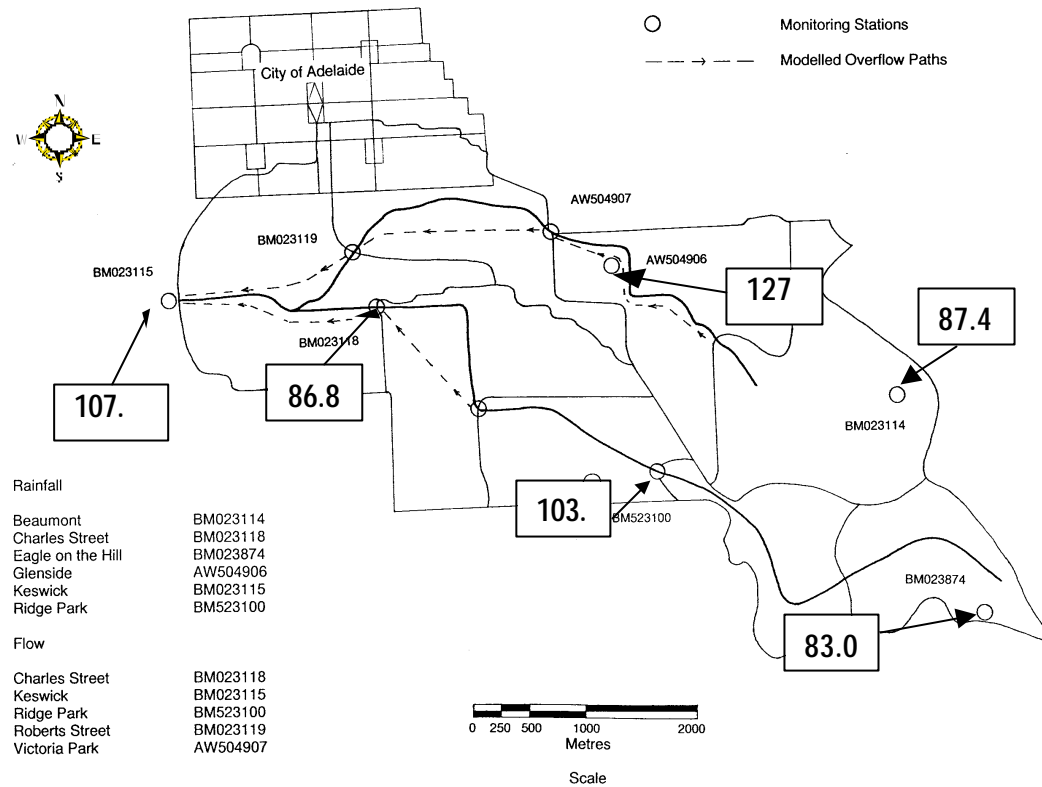 Monitoring Stations
Modelled Overflow Paths
City of Adelaide
N
W E
S
AW504907
BM023119
AW504906
BM023115
127
87.4
BM023118
107.
86.8
BM023114
103.
BM523100
BM023874
83.0
Rainfall
Beaumont BM023114
Charles Street BM023118
Eagle on the Hill BM023874
Glenside AW504906
Keswick BM023115
Ridge Park BM523100
Flow
Charles Street BM023118
Keswick BM023115
Ridge Park BM523100
Roberts Street BM023119
Victoria Park AW504907
0 250 500 1000 2000
Metres
Scale